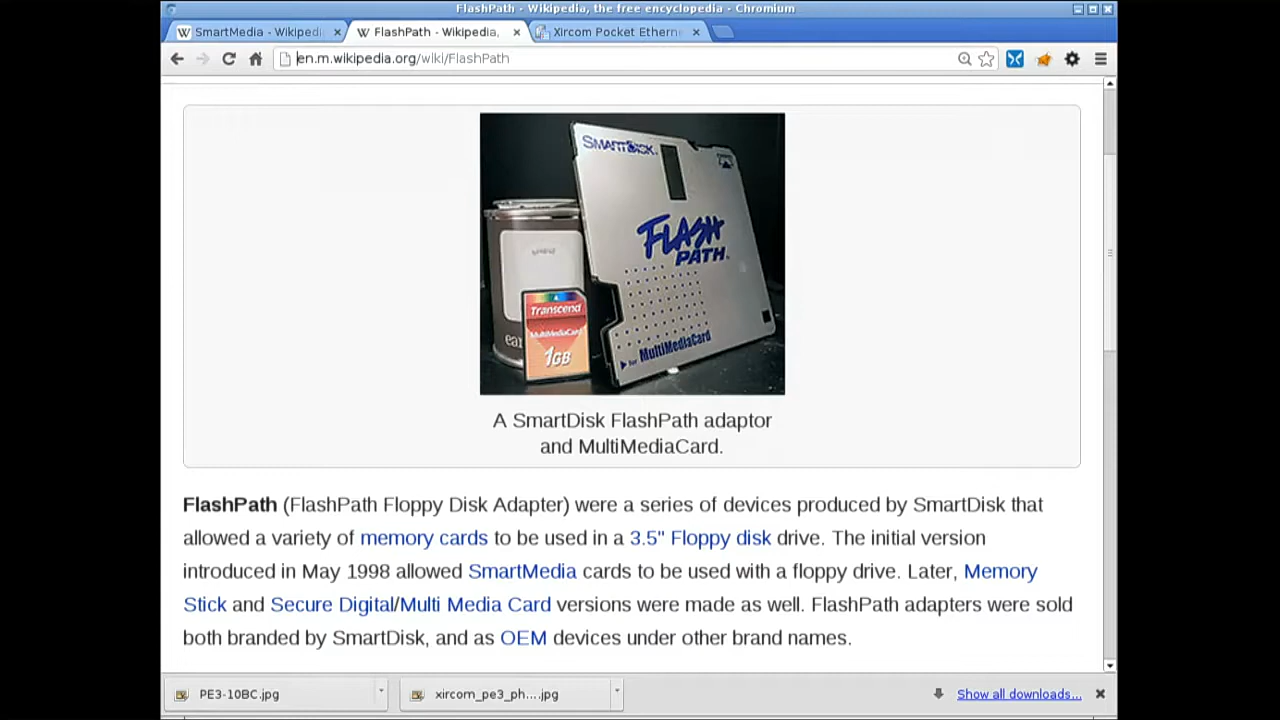 FlashPath - Wikipedia, the free encyclopedia - Chromium
SmartMedia - Wikipedi
FlashPath - Wikipedia,
Xircom Pocket Ethern
en.m.wikipedia.org/wiki/FlashPath
SMARTDISK
FLASH
PATH
Transcend
MultiMediaCard
1GB
ear
for MultiMediaCard
A SmartDisk FlashPath adaptor
and MultiMediaCard.
FlashPath (FlashPath Floppy Disk Adapter) were a series of devices produced by SmartDisk that
allowed a variety of memory cards to be used in a 3.5" Floppy disk drive. The initial version
introduced in May 1998 allowed SmartMedia cards to be used with a floppy drive. Later, Memory
Stick and Secure Digital/Multi Media Card versions were made as well. FlashPath adapters were sold
both branded by SmartDisk, and as OEM devices under other brand names.
PE3-10BC.jpg
xircom_pe3_ph....jpg
Show all downloads...